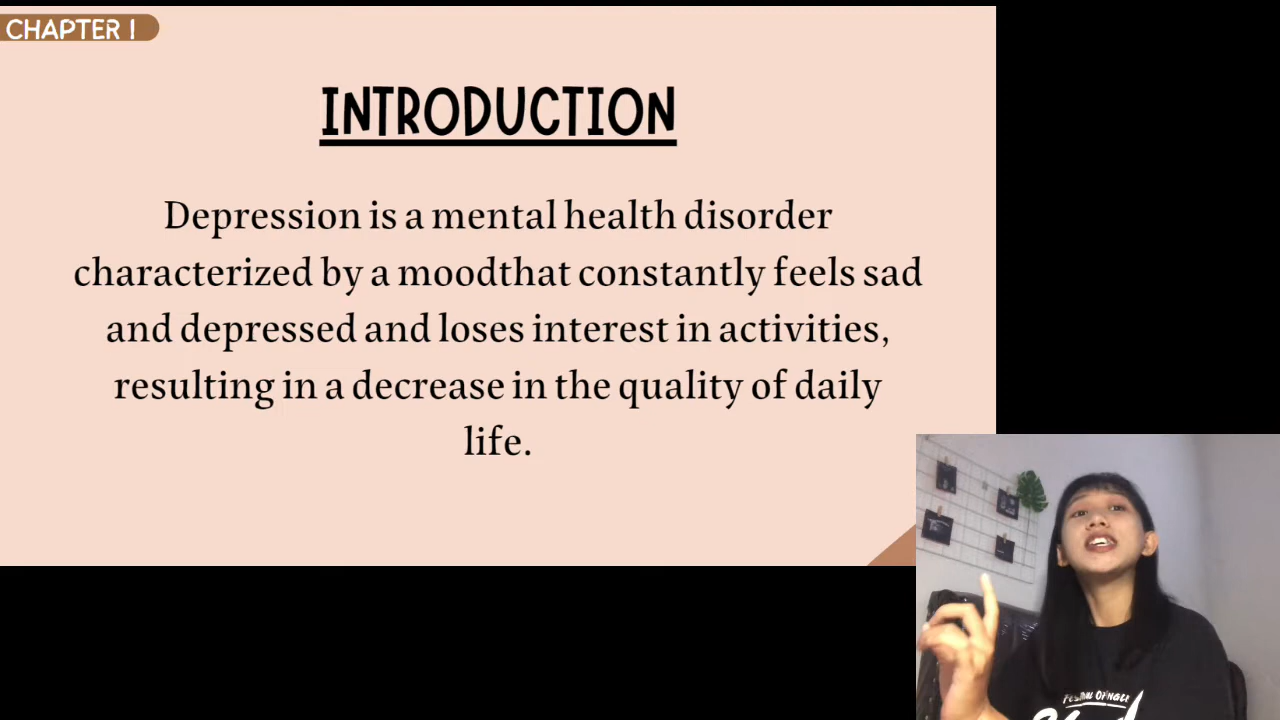 CHAPTER 1
INTRODUCTION
Depression is a mental health disorder
characterized by a moodthat constantly feels sad
and depressed and loses interest in activities,
resulting in a decrease in the quality of daily
life.